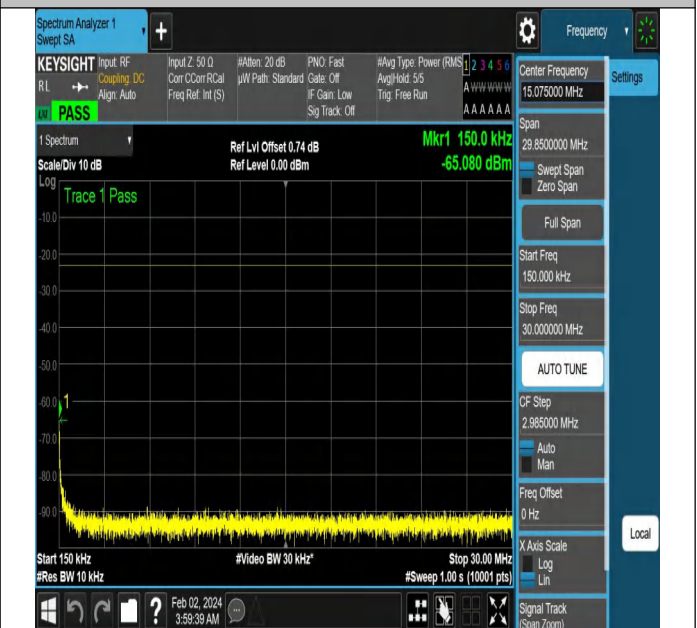 Spectrum Analyzer 1
Swept SA
Frequency
KEYSIGHT
RL
Input: RF
Coupling: DC
Align: Auto
Input Z: 50 Ω
Corr CCorr RCal
Freq Ref: Int (S)
#Atten: 20 dB
µW Path: Standard
PNO: Fast
Gate: Off
IF Gain: Low
Sig Track: Off
#Avg Type: Power (RMS
Avg|Hold: 5/5
Trig: Free Run
1 2 3 4 5 6
A W W W W W
A A A A A A
PASS
1 Spectrum
Scale/Div 10 dB
Ref Lvl Offset 0.74 dB
Ref Level 0.00 dBm
Mkr1 150.0 kHz
-65.080 dBm
Log
Trace 1 Pass
-10.0
-20.0
-30.0
-40.0
-50.0
-60.0
1
-70.0
-80.0
-90.0
Start 150 kHz
#Res BW 10 kHz
#Video BW 30 kHz*
Stop 30.00 MHz
#Sweep 1.00 s (10001 pts)
Feb 02, 2024
3:59:39 AM
Center Frequency
15.075000 MHz
Settings
Span
29.8500000 MHz
Swept Span
Zero Span
Full Span
Start Freq
150.000 kHz
Stop Freq
30.000000 MHz
AUTO TUNE
CF Step
2.985000 MHz
Auto
Man
Freq Offset
0 Hz
Local
X Axis Scale
Log
Lin
Signal Track
(Span Zoom)